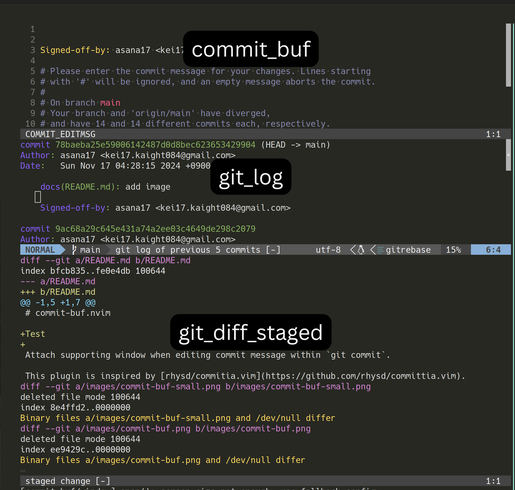 1
2
3 Signed-off-by: asana17 <kei17.
commit_buf
4
5 # Please enter the commit message for your changes. Lines starting
6 # with '#' will be ignored, and an empty message aborts the commit.
7 #
8 # On branch main
9 # Your branch and 'origin/main' have diverged,
10 # and have 14 and 14 different commits each, respectively.
COMMIT_EDITMSG 1:1
commit 78baeba25e59006142487d0d8bec623653429904 (HEAD -> main)
Author: asana17 <kei17.kaight084@gmail.com>
Date: Sun Nov 17 04:28:15 2024 +0900
git_log
docs(README.md): add image
Signed-off-by: asana17 <kei17.kaight084@gmail.com>
commit 9ac68a29c645e431a74a2ee03c4649de298c2079
Author: asana17 <kei17.kaight084@gmail.com>
NORMAL main git log of previous 5 commits [-] utf-8 gitrebase 15% 6:4
diff --git a/README.md b/README.md
index bfcb835..fe0e4db 100644
--- a/README.md
+++ b/README.md
@@ -1,5 +1,7 @@
# commit-buf.nvim
+Test
git_diff_staged
+
Attach supporting window when editing commit message within `git commit`.
This plugin is inspired by [rhysd/committia.vim](https://github.com/rhysd/committia.vim).
diff --git a/images/commit-buf-small.png b/images/commit-buf-small.png
deleted file mode 100644
index 8e4ffd2..0000000
Binary files a/images/commit-buf-small.png and /dev/null differ
diff --git a/images/commit-buf.png b/images/commit-buf.png
deleted file mode 100644
index ee9429c..0000000
Binary files a/images/commit-buf.png and /dev/null differ
staged change [-] 1:1